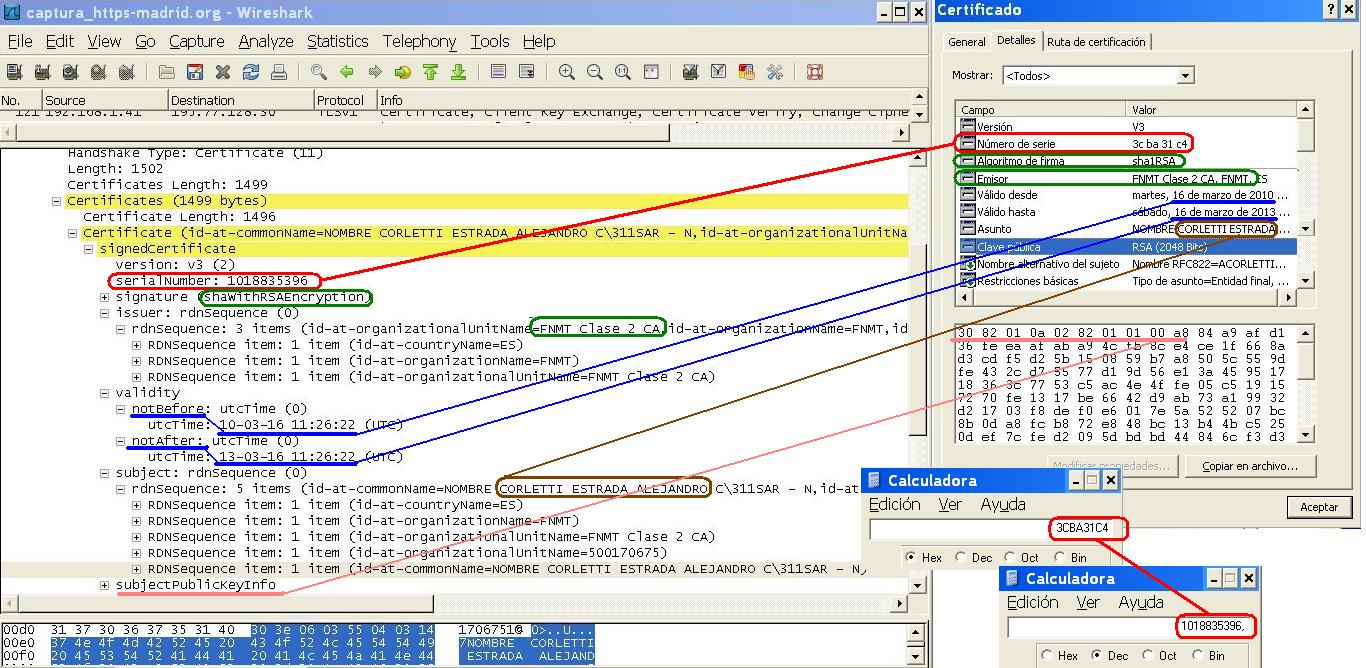 captura_https-madrid.org - Wireshark
File Edit View Go Capture Analyze Statistics Telephony Tools Help
No. Source Destination Protocol Info
Certificate, Client Key Exchange, Certificate Verify, Change Ciphe
Handshake Type: Certificate (11)
Length: 1502
Certificates Length: 1499
Certificates (1499 bytes)
Certificate Length: 1496
Certificate (id-at-commonName=NOMBRE CORLETTI ESTRADA ALEJANDRO C\311SAR - N,id-at-organizationalUnitNa
signedCertificate
version: v3 (2)
serialNumber: 1018835396
signature (shaWithRSAEncryption)
issuer: rdnSequence (0)
rdnSequence: 3 items (id-at-organizationalUnitName=FNMT Clase 2 CA,id-at-organizationName=FNMT,id
RDNSequence item: 1 item (id-at-countryName=ES)
RDNSequence item: 1 item (id-at-organizationName=FNMT)
RDNSequence item: 1 item (id-at-organizationalUnitName=FNMT Clase 2 CA)
validity
notBefore: utcTime (0)
utcTime: 10-03-16 11:26:22 (UTC)
notAfter: utcTime (0)
utcTime: 13-03-16 11:26:22 (UTC)
subject: rdnSequence (0)
rdnSequence: 5 items (id-at-commonName=NOMBRE CORLETTI ESTRADA ALEJANDRO C\311SAR - N,id-at
RDNSequence item: 1 item (id-at-countryName=ES)
RDNSequence item: 1 item (id-at-organizationName=FNMT)
RDNSequence item: 1 item (id-at-organizationalUnitName=FNMT Clase 2 CA)
RDNSequence item: 1 item (id-at-organizationalUnitName=500170675)
RDNSequence item: 1 item (id-at-commonName=NOMBRE CORLETTI ESTRADA ALEJANDRO C\311SAR - N,
subjectPublicKeyInfo
00d0 31 37 30 36 37 35 31 40 30 3e 06 03 55 04 03 14 1706751@ 0>..U...
00e0 37 4e 4f 4d 42 52 45 20 43 4f 52 4c 45 54 54 49 7NOMBRE CORLETTI
00f0 20 45 53 54 52 41 44 41 20 41 4c 45 4a 41 4e 44 ESTRADA ALEJAND
Certificado
General Detalles Ruta de certificación
Mostrar: <Todos>
Campo Valor
Versión V3
Número de serie 3c ba 31 c4
Algoritmo de firma sha1RSA
Emisor FNMT Clase 2 CA, FNMT, ES
Válido desde martes, 16 de marzo de 2010 ...
Válido hasta sábado, 16 de marzo de 2013 ...
Asunto NOMBRE CORLETTI ESTRADA...
Clave pública RSA (2048 Bits)
Nombre alternativo del sujeto Nombre RFC822=ACORLETTI...
Restricciones básicas Tipo de asunto=Entidad final, ...
30 82 01 0a 02 82 01 01 00 a8 84 a9 af d1
36 fe ea af ab a9 4c fb 8c e4 ce 1f 66 8a
d3 cd f5 d2 5b 15 08 59 b7 a8 50 5c 55 9d
fe 43 2c d7 55 77 d1 9d 56 e1 3a 45 95 17
18 36 3c 77 53 c5 ac 4e 4f fe 05 c5 19 15
72 70 fe 13 17 be 66 42 d9 ab 73 a1 99 32
d2 17 03 f8 de f0 e6 01 7e 5a 52 52 07 bc
8b 0d a8 fc b8 72 e8 48 bc 13 b4 4b c5 25
0d ef 7c fe d2 09 5d bd bd 44 84 6c f3 d3
Modificar propiedades... Copiar en archivo...
Aceptar
Calculadora
Edición Ver Ayuda
3CBA31C4
Hex Dec Oct Bin
Calculadora
Edición Ver Ayuda
1018835396,
Hex Dec Oct Bin